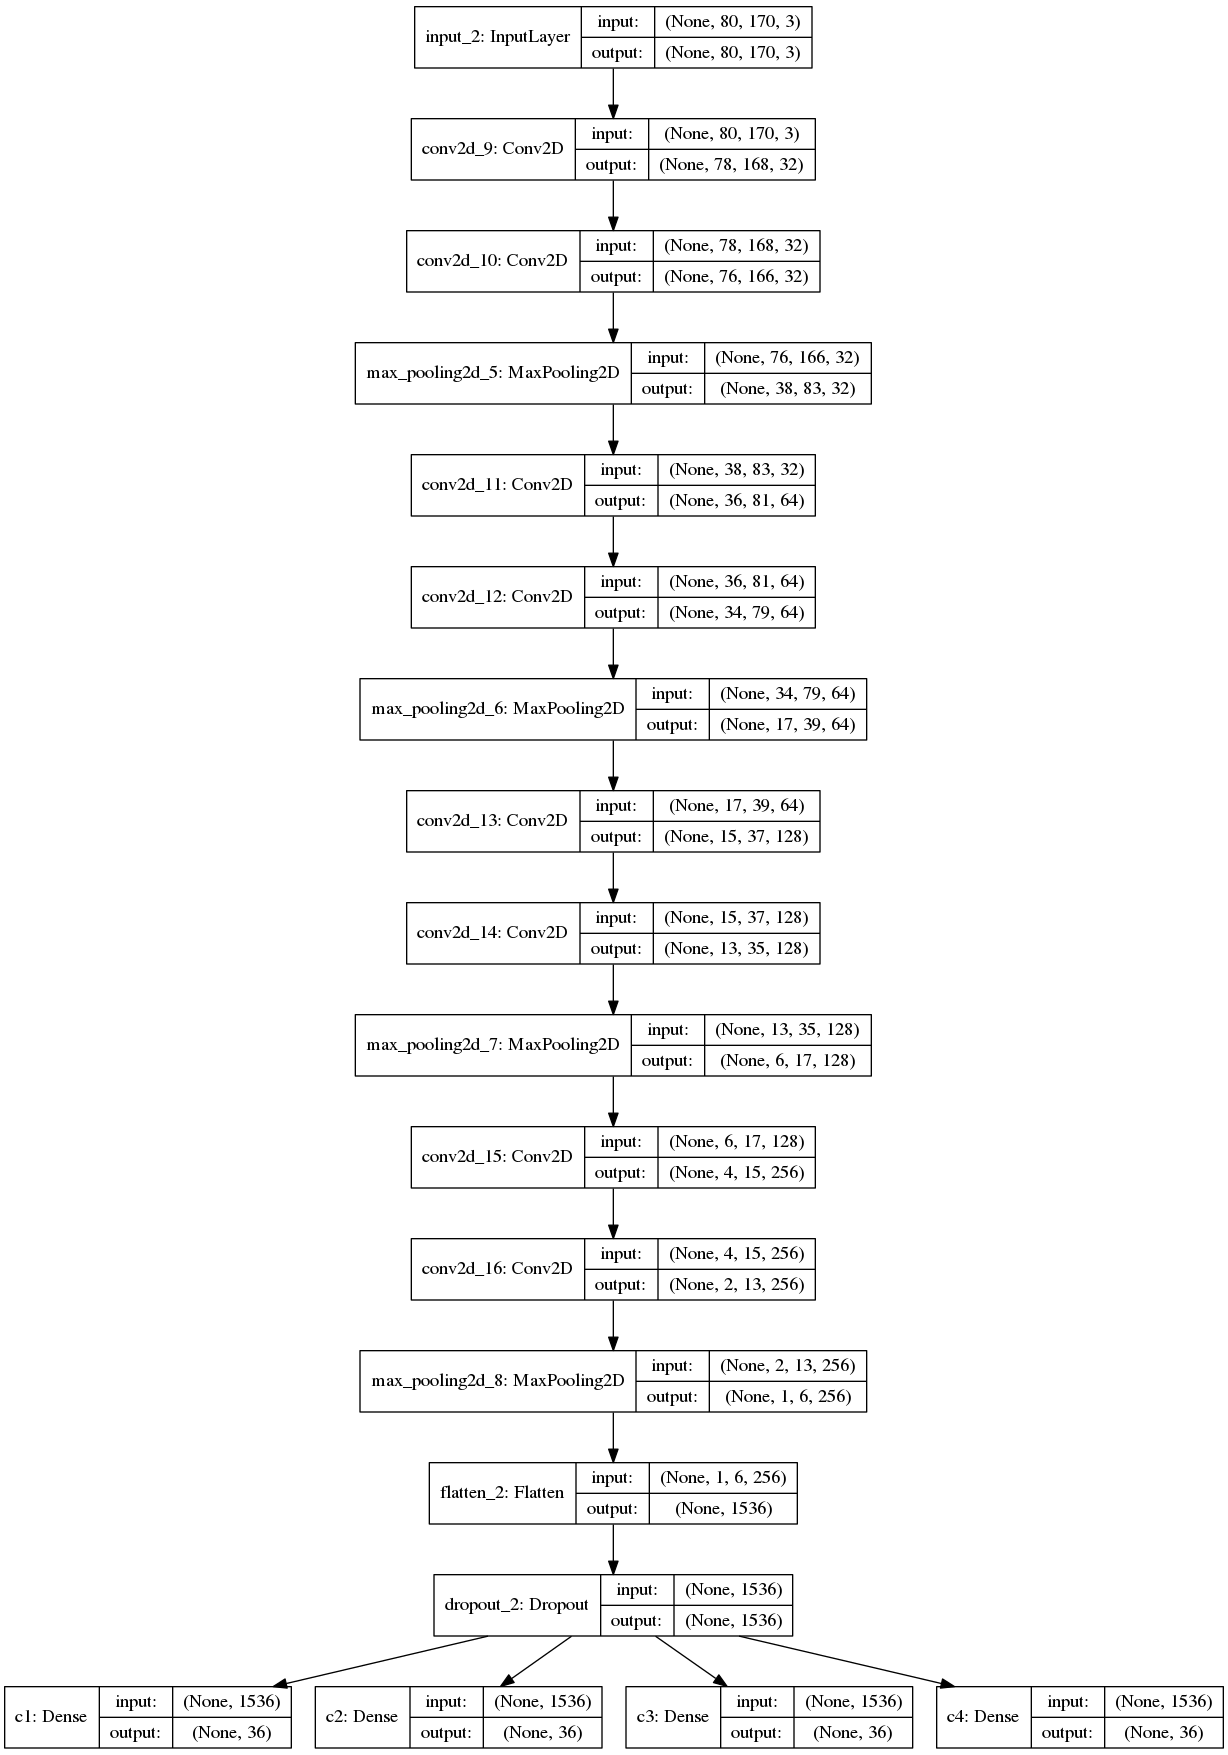 input_2: InputLayer
input: (None, 80, 170, 3)
output: (None, 80, 170, 3)
conv2d_9: Conv2D
input: (None, 80, 170, 3)
output: (None, 78, 168, 32)
conv2d_10: Conv2D
input: (None, 78, 168, 32)
output: (None, 76, 166, 32)
max_pooling2d_5: MaxPooling2D
input: (None, 76, 166, 32)
output: (None, 38, 83, 32)
conv2d_11: Conv2D
input: (None, 38, 83, 32)
output: (None, 36, 81, 64)
conv2d_12: Conv2D
input: (None, 36, 81, 64)
output: (None, 34, 79, 64)
max_pooling2d_6: MaxPooling2D
input: (None, 34, 79, 64)
output: (None, 17, 39, 64)
conv2d_13: Conv2D
input: (None, 17, 39, 64)
output: (None, 15, 37, 128)
conv2d_14: Conv2D
input: (None, 15, 37, 128)
output: (None, 13, 35, 128)
max_pooling2d_7: MaxPooling2D
input: (None, 13, 35, 128)
output: (None, 6, 17, 128)
conv2d_15: Conv2D
input: (None, 6, 17, 128)
output: (None, 4, 15, 256)
conv2d_16: Conv2D
input: (None, 4, 15, 256)
output: (None, 2, 13, 256)
max_pooling2d_8: MaxPooling2D
input: (None, 2, 13, 256)
output: (None, 1, 6, 256)
flatten_2: Flatten
input: (None, 1, 6, 256)
output: (None, 1536)
dropout_2: Dropout
input: (None, 1536)
output: (None, 1536)
c1: Dense
input: (None, 1536)
output: (None, 36)
c2: Dense
input: (None, 1536)
output: (None, 36)
c3: Dense
input: (None, 1536)
output: (None, 36)
c4: Dense
input: (None, 1536)
output: (None, 36)